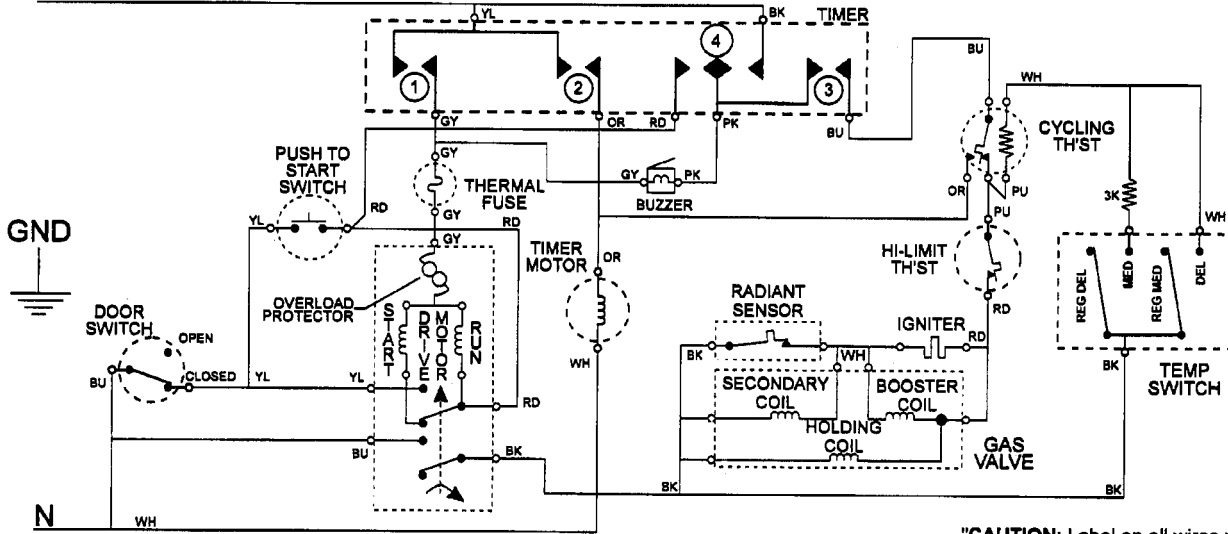 YL
BK
TIMER
4
BU
WH
1
2
3
GY
OR
RD
PK
BU
CYCLING
TH'ST
GY
PUSH TO
START
SWITCH
THERMAL
FUSE
GY
PK
BUZZER
OR
PU
3K
YL
RD
GY
RD
PU
WH
GND
GY
TIMER
MOTOR
OR
HI-LIMIT
TH'ST
REG DEL
MED
REG MED
DEL
OVERLOAD
PROTECTOR
RADIANT
SENSOR
RD
DOOR
SWITCH
START
DRIVE
MOTOR
RUN
IGNITER
OPEN
WH
BK
WH
RD
BK
TEMP
SWITCH
BU
CLOSED
YL
YL
SECONDARY
COIL
BOOSTER
COIL
RD
HOLDING
COIL
GAS
VALVE
BU
BK
BK
BK
N
WH
"CAUTION: Label on all wires